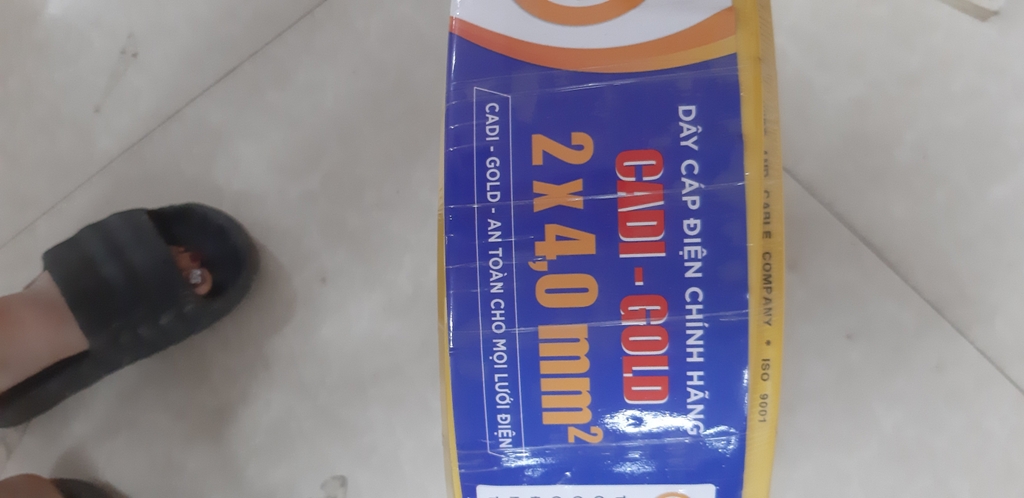 DÂY CÁP ĐIỆN CHÍNH HÃNG
CADI - GOLD
2 x 4,0 mm²
CADI - GOLD - AN TOÀN CHO MỌI LƯỚI ĐIỆN
CABLE COMPANY * ISO 9001